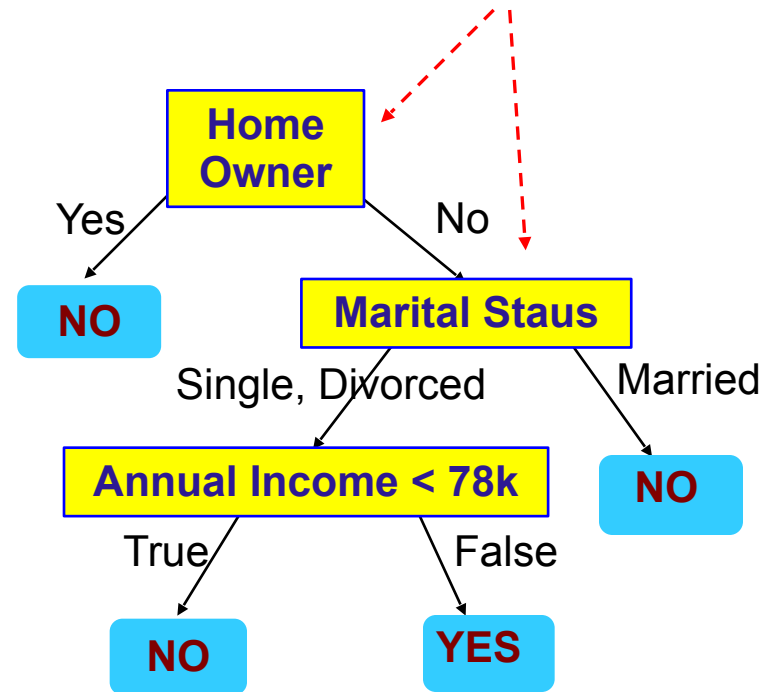 Home
Owner
Yes
No
NO
Marital Staus
Single, Divorced
Married
Annual Income < 78k
NO
True
False
NO
YES